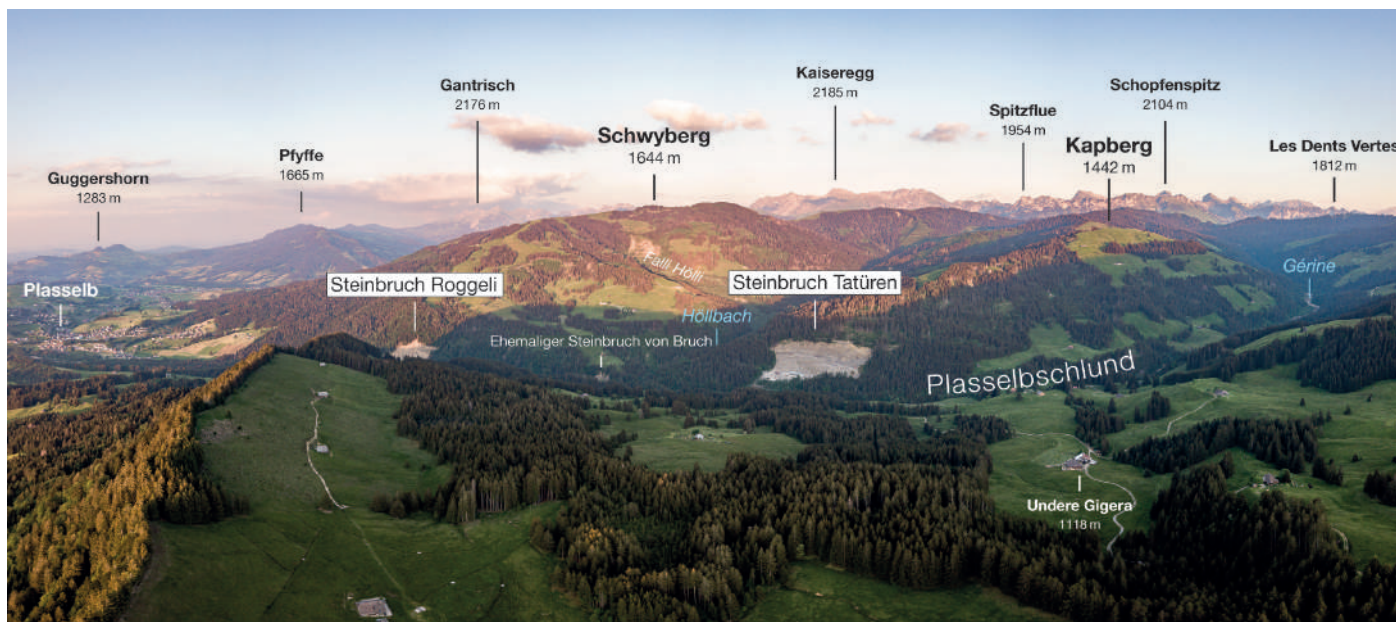 Kaiseregg
2185 m
Schopfenspitz
2104 m
Gantrisch
2176 m
Spitzflue
1954 m
Schwyberg
1644 m
Kapberg
1442 m
Les Dents Vertes
1812 m
Pfyffe
1665 m
Guggershorn
1283 m
Falli Hölli
Gérine
Plasselb
Steinbruch Roggeli
Steinbruch Tatüren
Höllbach
Ehemaliger Steinbruch von Bruch
Plasselbschlund
Undere Gigera
1118 m